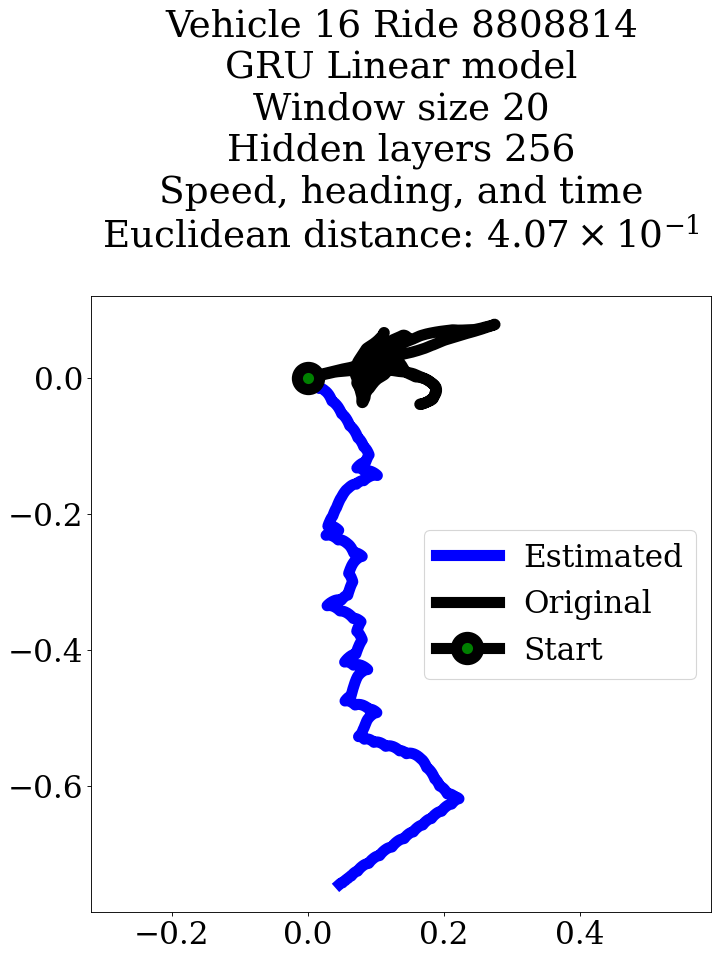 Vehicle 16 Ride 8808814
GRU Linear model
Window size 20
Hidden layers 256
Speed, heading, and time
Euclidean distance: 4.07 × 10⁻¹
0.0
−0.2
−0.4
−0.6
Estimated
Original
Start
−0.2 0.0 0.2 0.4